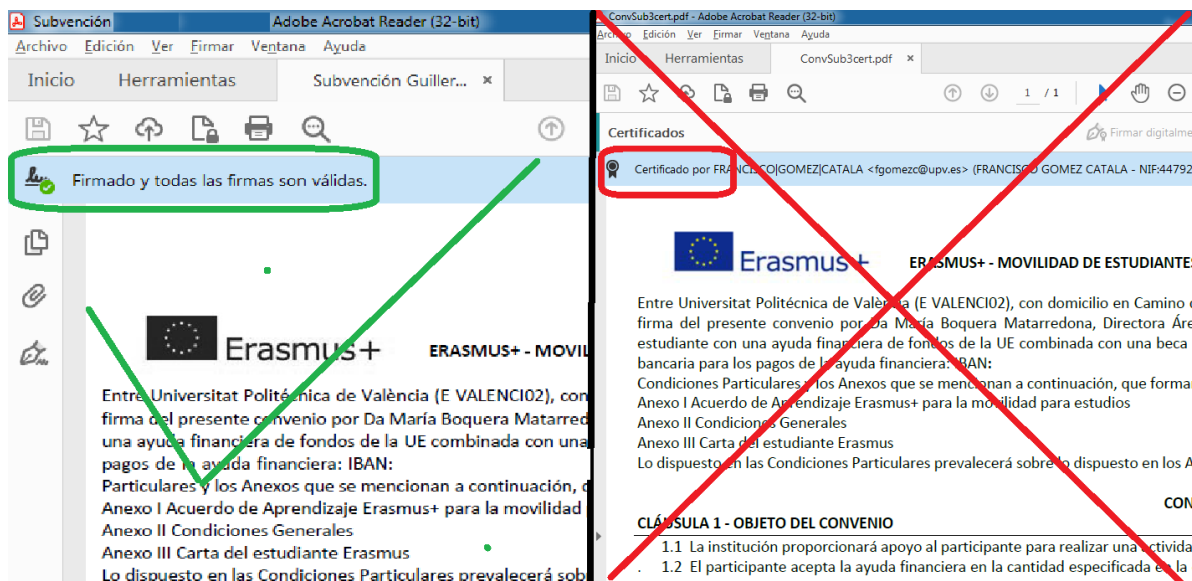 Subvención Adobe Acrobat Reader (32-bit)
Archivo Edición Ver Firmar Ventana Ayuda
Inicio Herramientas Subvención Guiller... ×
Firmado y todas las firmas son válidas.
Erasmus+ ERASMUS+ - MOVIL
Entre Universitat Politécnica de València (E VALENCI02), con
firma del presente convenio por Da María Boquera Matarred
una ayuda financiera de fondos de la UE combinada con una
pagos de la ayuda financiera: IBAN:
Particulares y los Anexos que se mencionan a continuación, c
Anexo I Acuerdo de Aprendizaje Erasmus+ para la movilidad
Anexo II Condiciones Generales
Anexo III Carta del estudiante Erasmus
Lo dispuesto en las Condiciones Particulares prevalecerá sob
ConvSub3cert.pdf - Adobe Acrobat Reader (32-bit)
Archivo Edición Ver Firmar Ventana Ayuda
Inicio Herramientas ConvSub3cert.pdf ×
1 / 1
Certificados Firmar digitalme
Certificado por FRANCISCO|GOMEZ|CATALA <fgomezc@upv.es> (FRANCISCO GOMEZ CATALA - NIF:44792
Erasmus+ ERASMUS+ - MOVILIDAD DE ESTUDIANTES
Entre Universitat Politécnica de València (E VALENCI02), con domicilio en Camino
firma del presente convenio por Da María Boquera Matarredona, Directora Áre
estudiante con una ayuda financiera de fondos de la UE combinada con una beca
bancaria para los pagos de la ayuda financiera: IBAN:
Condiciones Particulares y los Anexos que se mencionan a continuación, que forma
Anexo I Acuerdo de Aprendizaje Erasmus+ para la movilidad para estudios
Anexo II Condiciones Generales
Anexo III Carta del estudiante Erasmus
Lo dispuesto en las Condiciones Particulares prevalecerá sobre lo dispuesto en los A
CON
CLÁUSULA 1 - OBJETO DEL CONVENIO
1.1 La institución proporcionará apoyo al participante para realizar una actividad
. 1.2 El participante acepta la ayuda financiera en la cantidad especificada en la